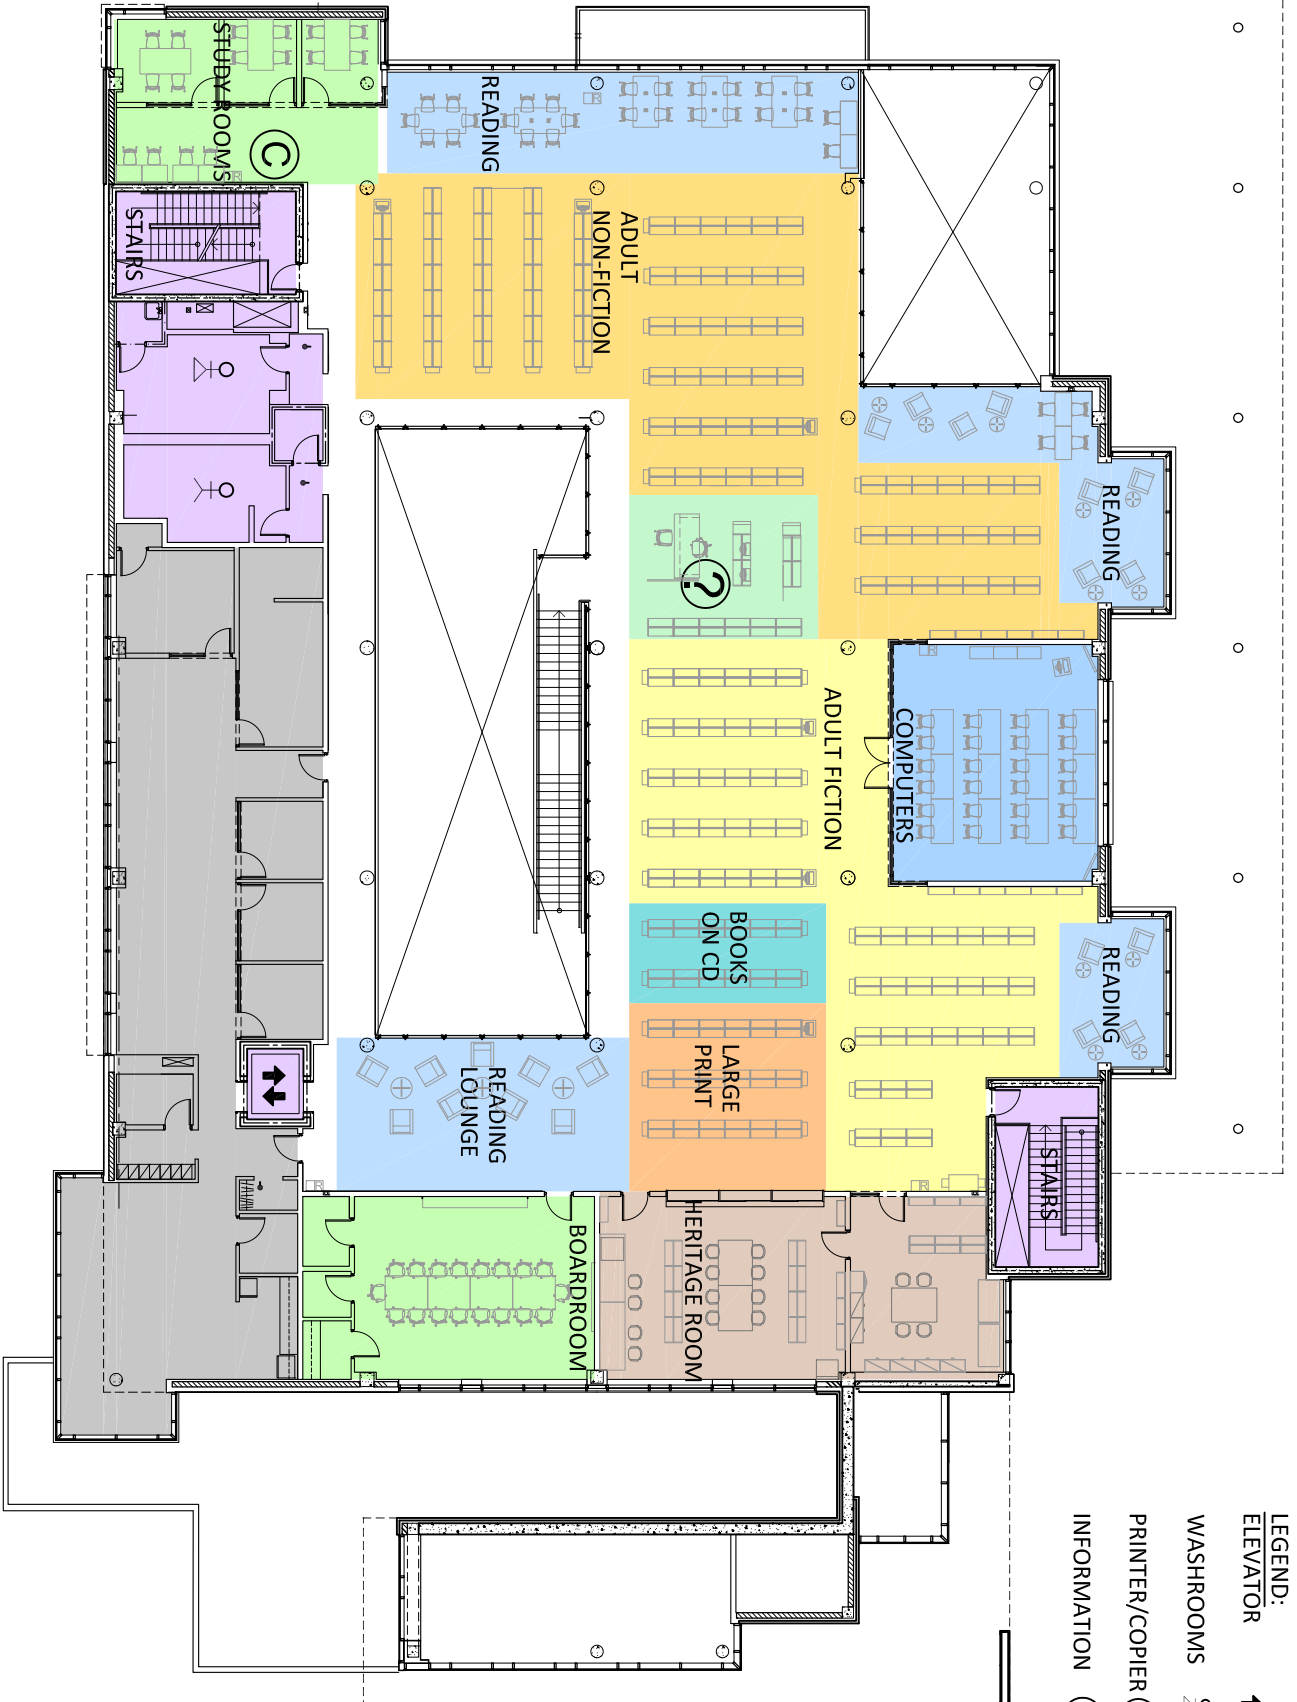 STUDY ROOMS
C
READING
STAIRS
ADULT
NON-FICTION
READING
?
ADULT FICTION
COMPUTERS
BOOKS
ON CD
READING
LARGE
PRINT
READING
LOUNGE
STAIRS
BOARDROOM
HERITAGE ROOM
LEGEND:
ELEVATOR
WASHROOMS
PRINTER/COPIER
INFORMATION